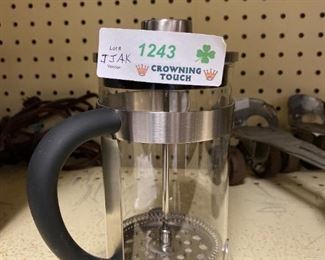 Lot #
1243
JJAK
Vendor
CROWNING
TOUCH